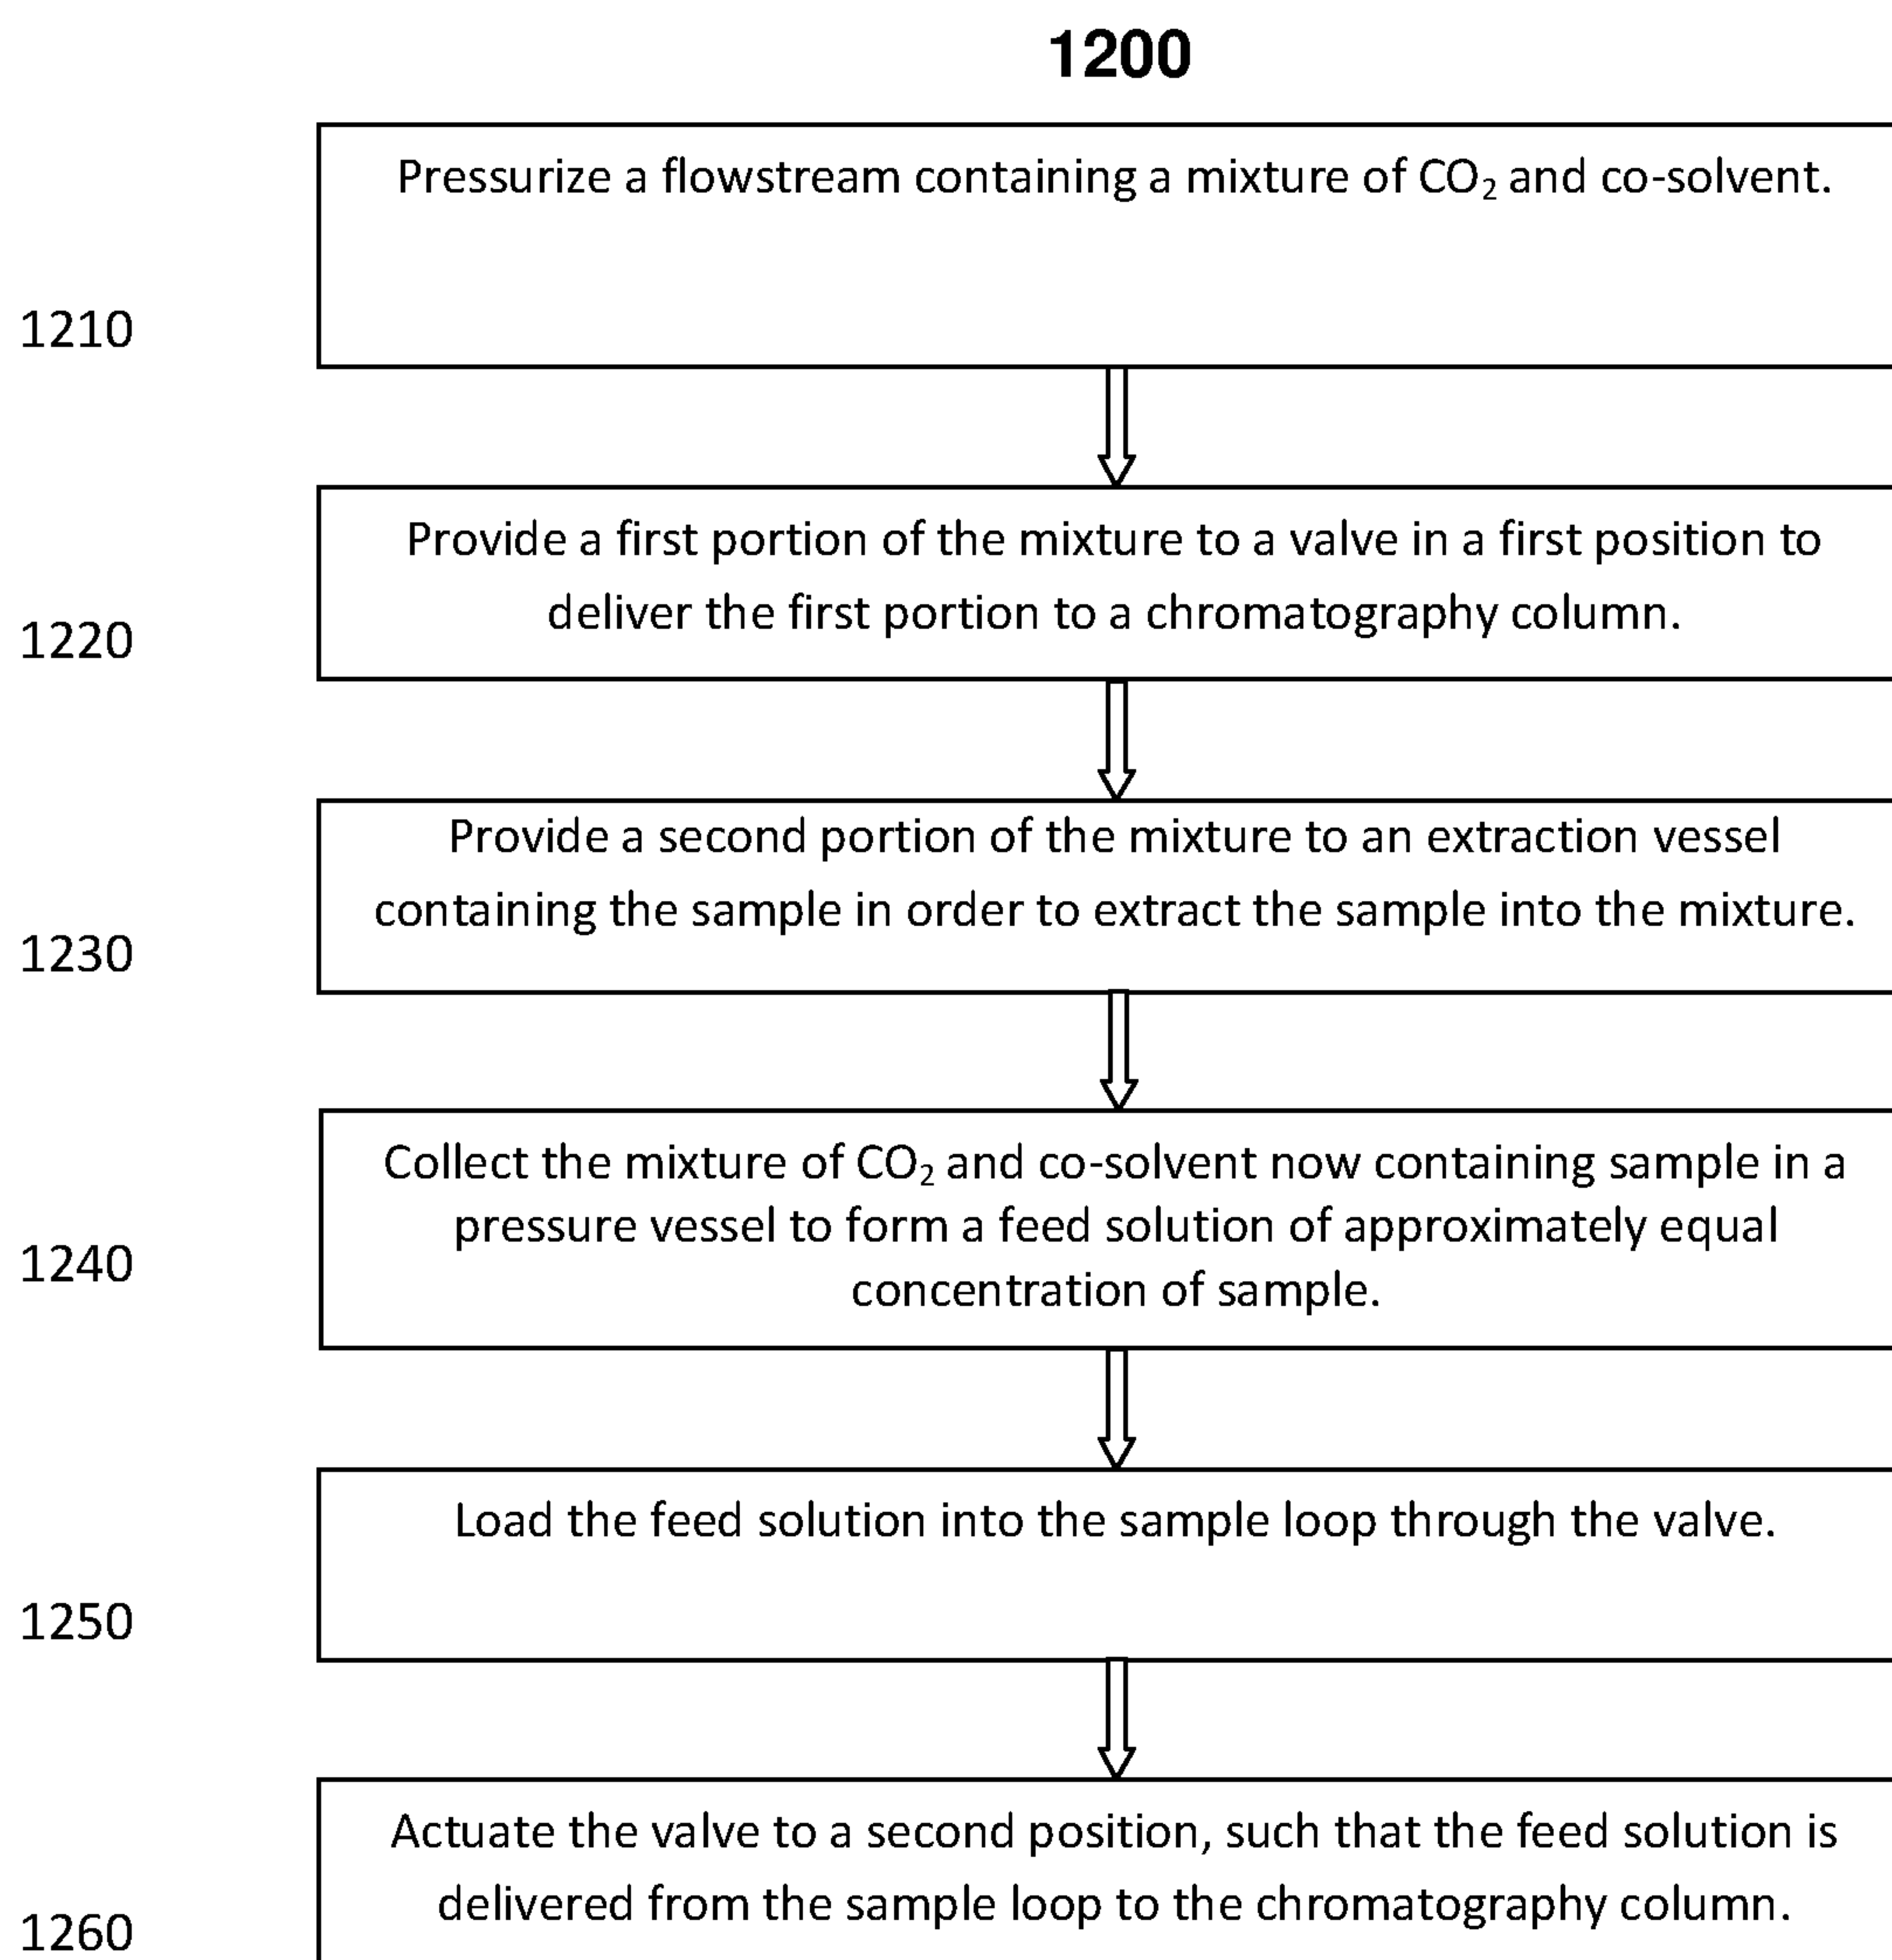 1200
Pressurize a flowstream containing a mixture of CO₂ and co-solvent.
1210
Provide a first portion of the mixture to a valve in a first position to
deliver the first portion to a chromatography column.
1220
Provide a second portion of the mixture to an extraction vessel
containing the sample in order to extract the sample into the mixture.
1230
Collect the mixture of CO₂ and co-solvent now containing sample in a
pressure vessel to form a feed solution of approximately equal
concentration of sample.
1240
Load the feed solution into the sample loop through the valve.
1250
Actuate the valve to a second position, such that the feed solution is
delivered from the sample loop to the chromatography column.
1260